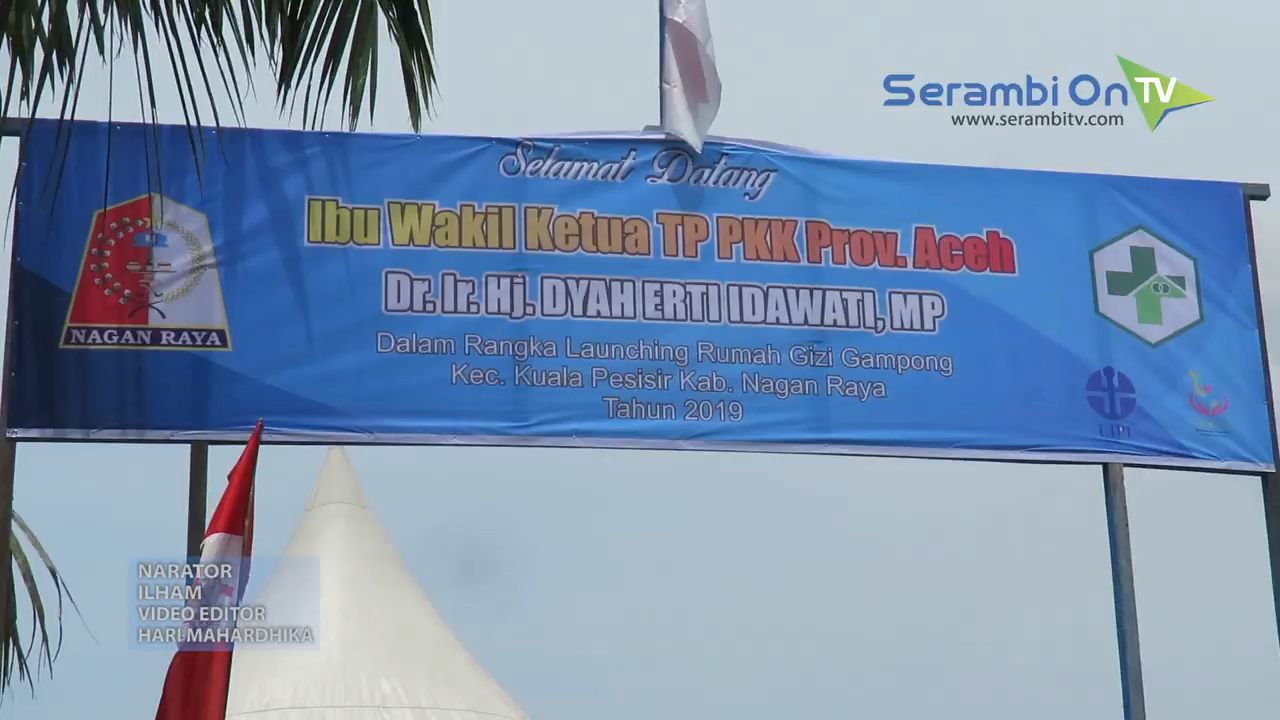 Serambi On TV
www.serambitv.com
Selamat Datang
Ibu Wakil Ketua TP PKK Prov. Aceh
Dr. Ir. Hj. DYAH ERTI IDAWATI, MP
Dalam Rangka Launching Rumah Gizi Gampong
Kec. Kuala Pesisir Kab. Nagan Raya
Tahun 2019
NAGAN RAYA
NARATOR
ILHAM
VIDEO EDITOR
HARI MAHARDHIKA